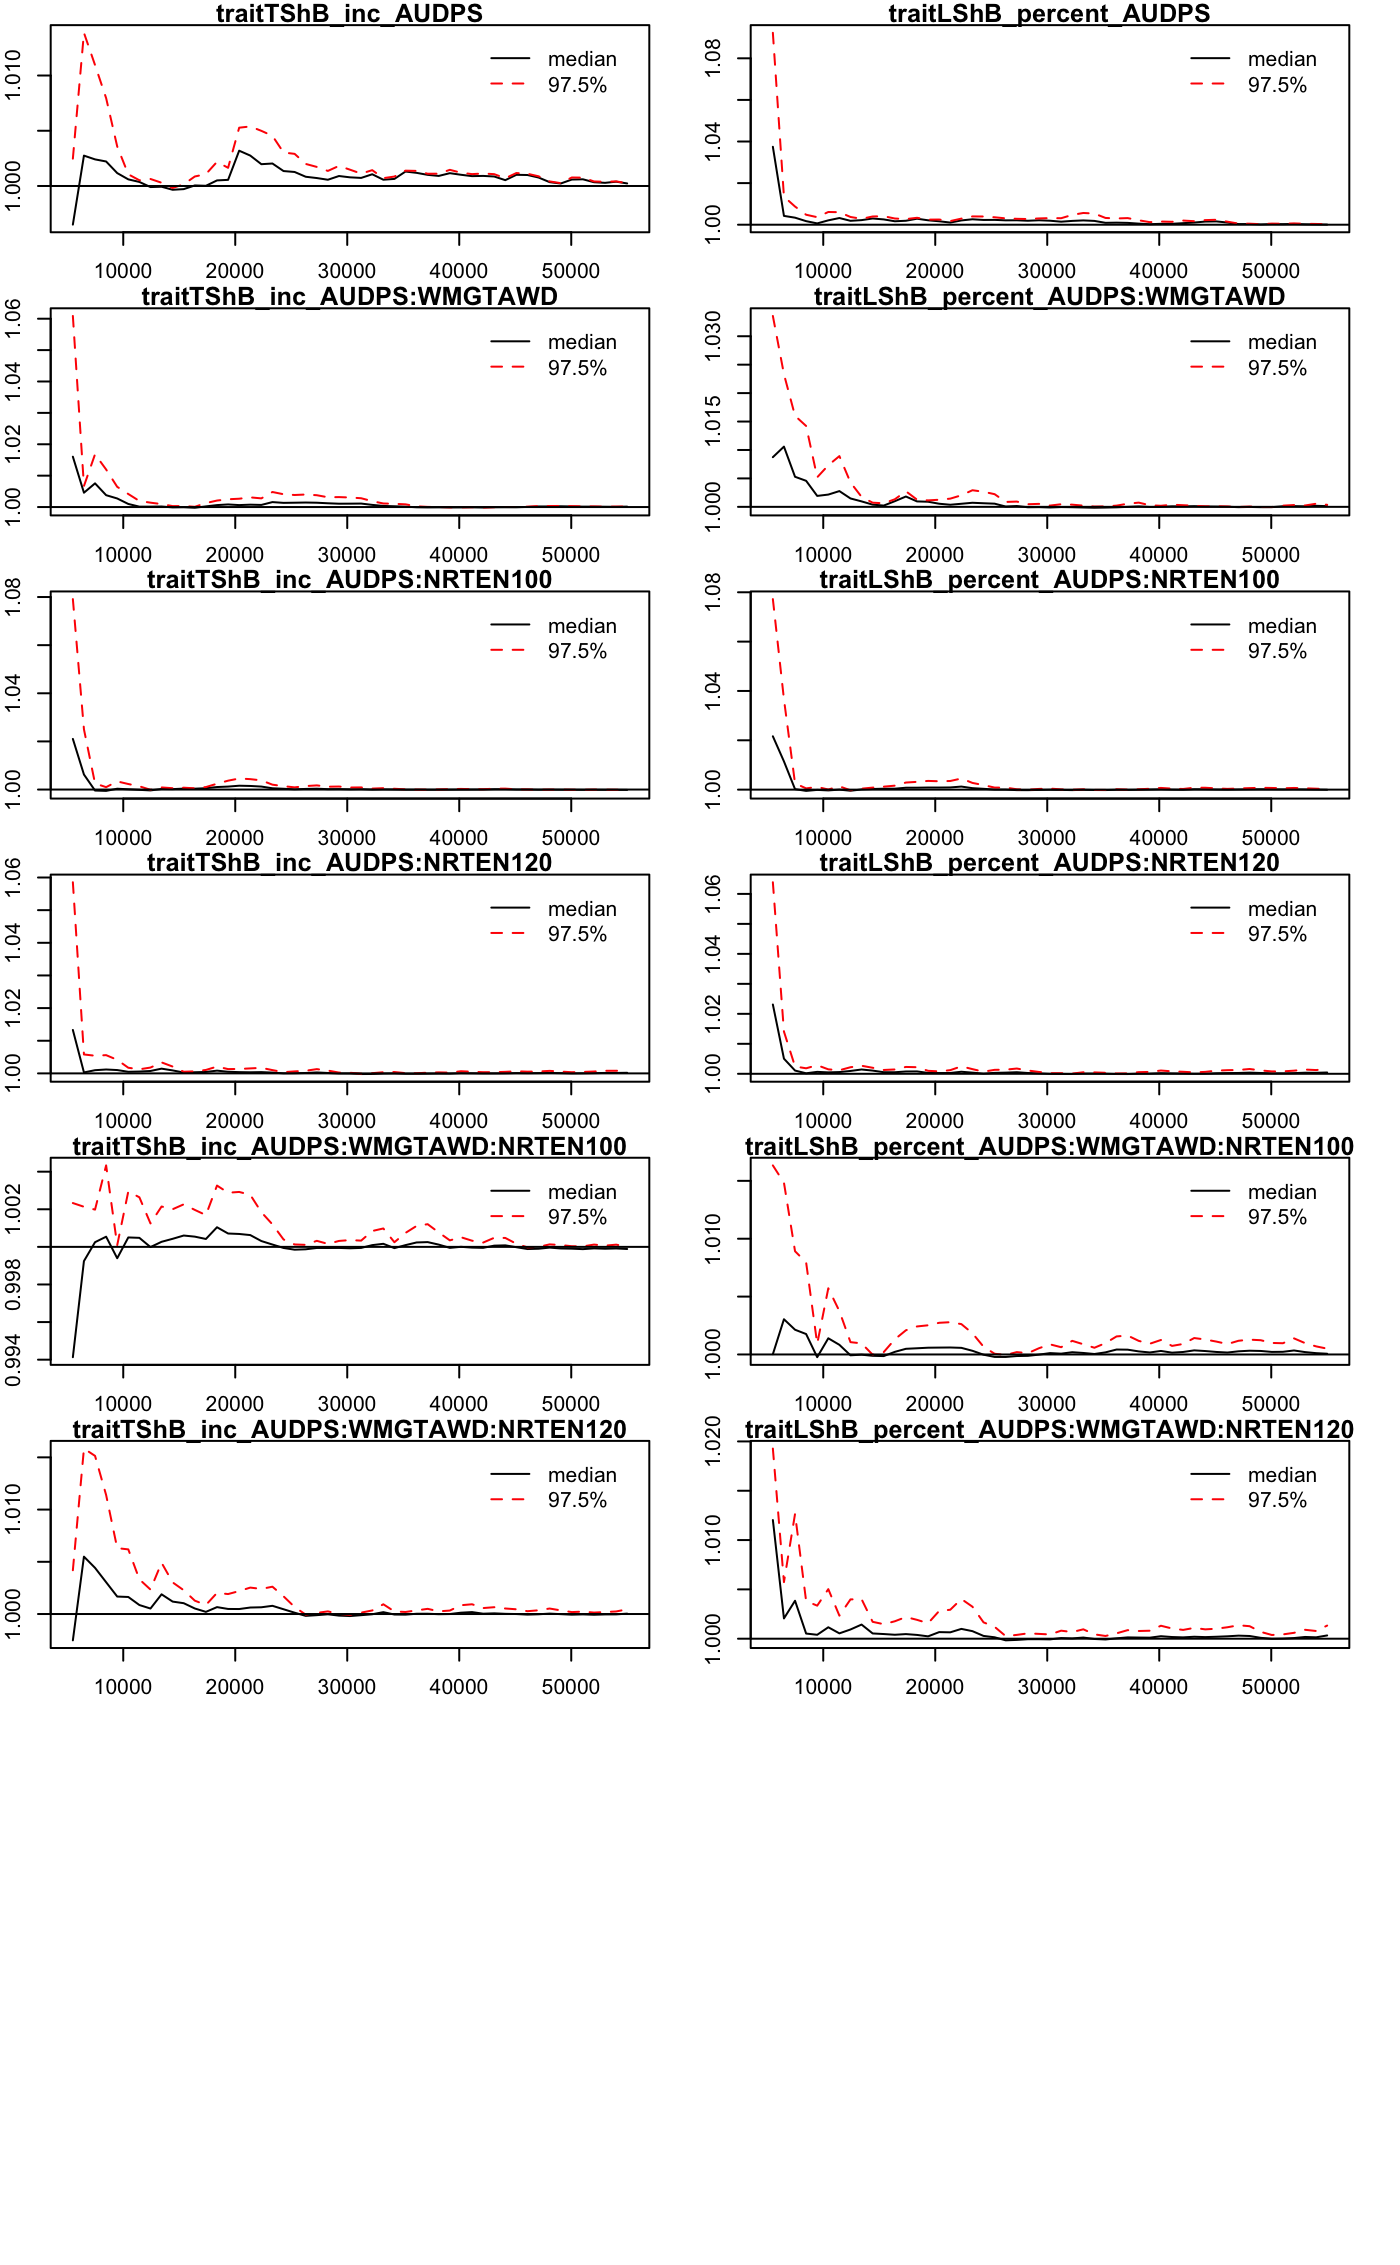 traitTShB_inc_AUDPS
1.010
1.000
median
97.5%
10000 20000 30000 40000 50000
traitLShB_percent_AUDPS
1.08
1.04
1.00
median
97.5%
10000 20000 30000 40000 50000
traitTShB_inc_AUDPS:WMGTAWD
1.06
1.04
1.02
1.00
median
97.5%
10000 20000 30000 40000 50000
traitLShB_percent_AUDPS:WMGTAWD
1.030
1.015
1.000
median
97.5%
10000 20000 30000 40000 50000
traitTShB_inc_AUDPS:NRTEN100
1.08
1.04
1.00
median
97.5%
10000 20000 30000 40000 50000
traitLShB_percent_AUDPS:NRTEN100
1.08
1.04
1.00
median
97.5%
10000 20000 30000 40000 50000
traitTShB_inc_AUDPS:NRTEN120
1.06
1.04
1.02
1.00
median
97.5%
10000 20000 30000 40000 50000
traitLShB_percent_AUDPS:NRTEN120
1.06
1.04
1.02
1.00
median
97.5%
10000 20000 30000 40000 50000
traitTShB_inc_AUDPS:WMGTAWD:NRTEN100
1.002
0.998
0.994
median
97.5%
10000 20000 30000 40000 50000
traitLShB_percent_AUDPS:WMGTAWD:NRTEN100
1.010
1.000
median
97.5%
10000 20000 30000 40000 50000
traitTShB_inc_AUDPS:WMGTAWD:NRTEN120
1.010
1.000
median
97.5%
10000 20000 30000 40000 50000
traitLShB_percent_AUDPS:WMGTAWD:NRTEN120
1.020
1.010
1.000
median
97.5%
10000 20000 30000 40000 50000